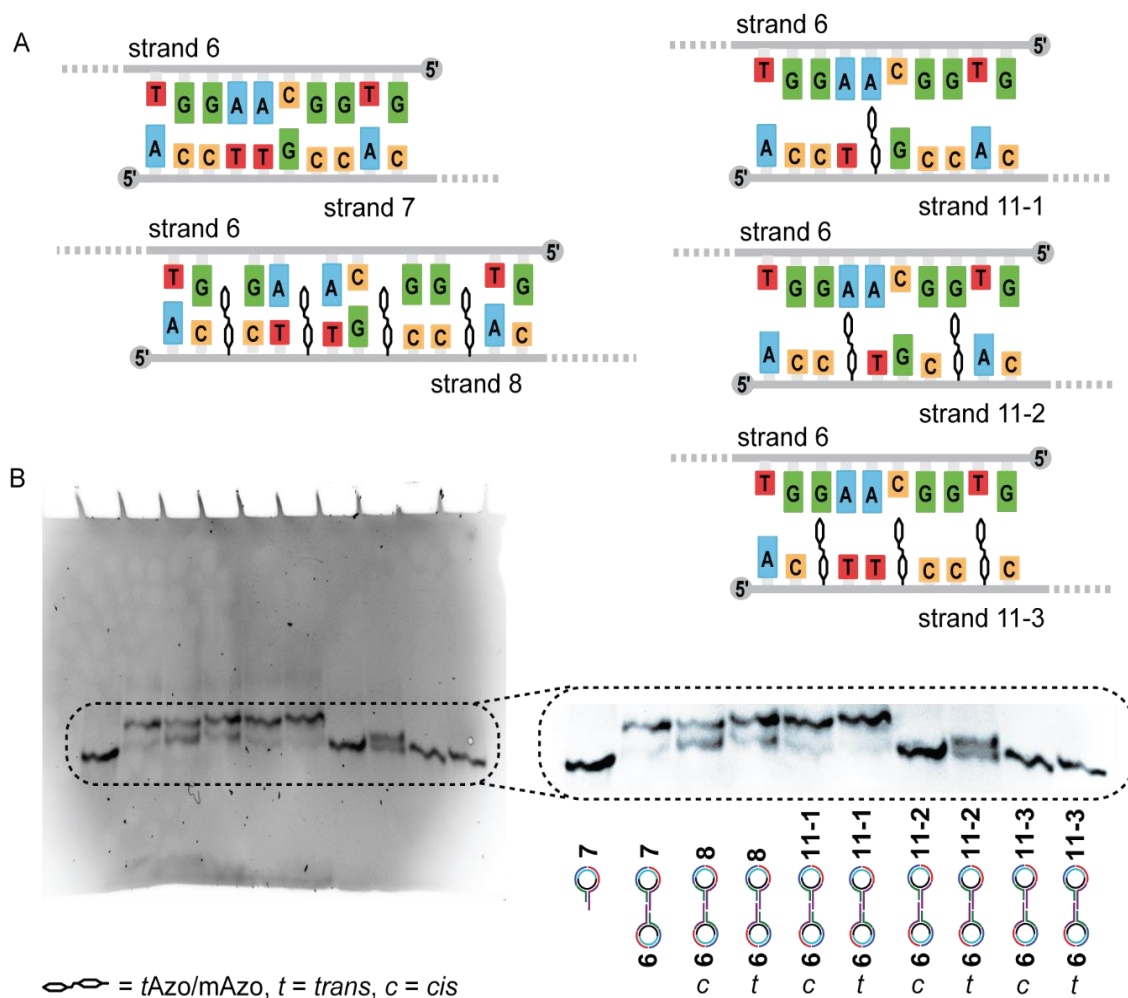 A
strand 6
5'
T G G A A C G G T G
A C C T T G C C A C
5'
strand 7
strand 6
5'
T G G A A C G G T G
A C C T T G C C A C
5'
strand 8
strand 6
5'
T G G A A C G G T G
A C C T G C C A C
5'
strand 11-1
strand 6
5'
T G G A A C G G T G
A C C T G C A C
5'
strand 11-2
strand 6
5'
T G G A A C G G T G
A C T T C C C
5'
strand 11-3
B
7 7 8 8 11-1 11-1 11-2 11-2 11-3 11-3
6 6 6 6 6 6 6 6 6
c t c t c t c t
= tAzo/mAzo, t = trans, c = cis